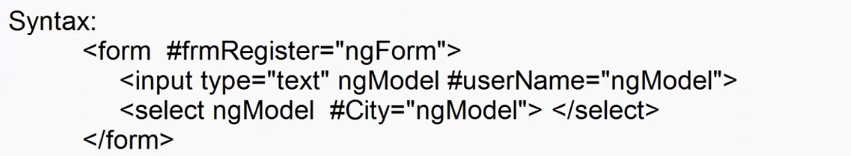 Syntax:
<form #frmRegister="ngForm">
<input type="text" ngModel #userName="ngModel">
<select ngModel #City="ngModel"> </select>
</form>